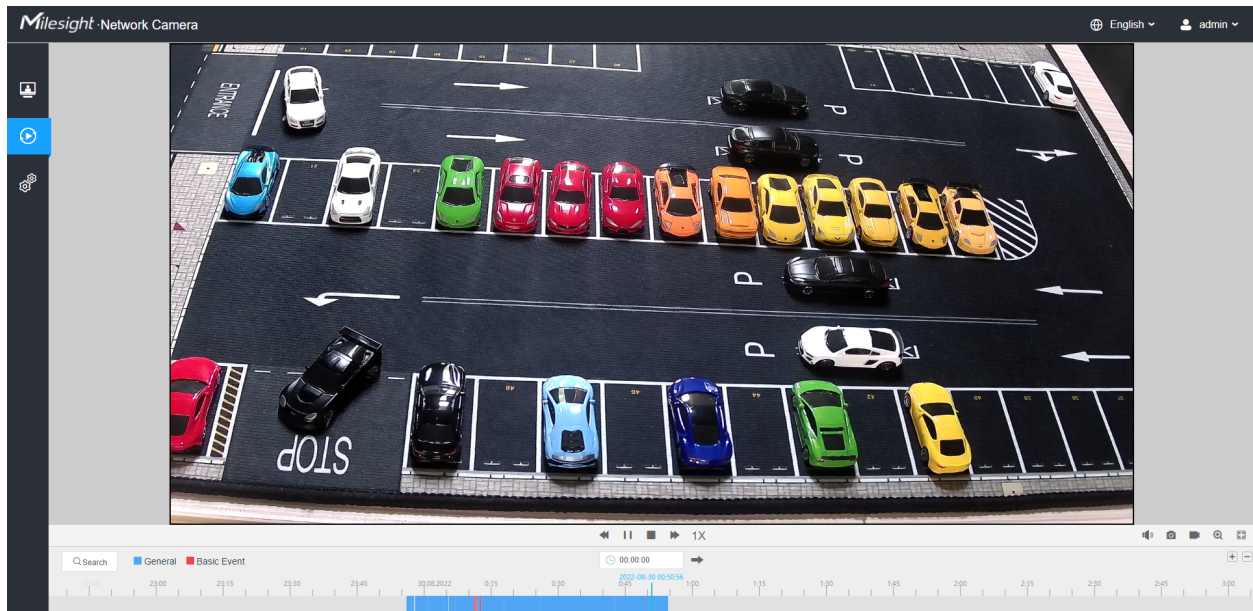 Milesight ·Network Camera
English
admin
ENTRANCE
P
P
P
P
STOP
1X
Search
General
Basic Event
00:00:00
2022-08-30 00:50:56
23:00
23:15
23:30
23:45
30.08.2022
0:15
0:30
0:45
1:00
1:15
1:30
1:45
2:00
2:15
2:30
2:45
3:00